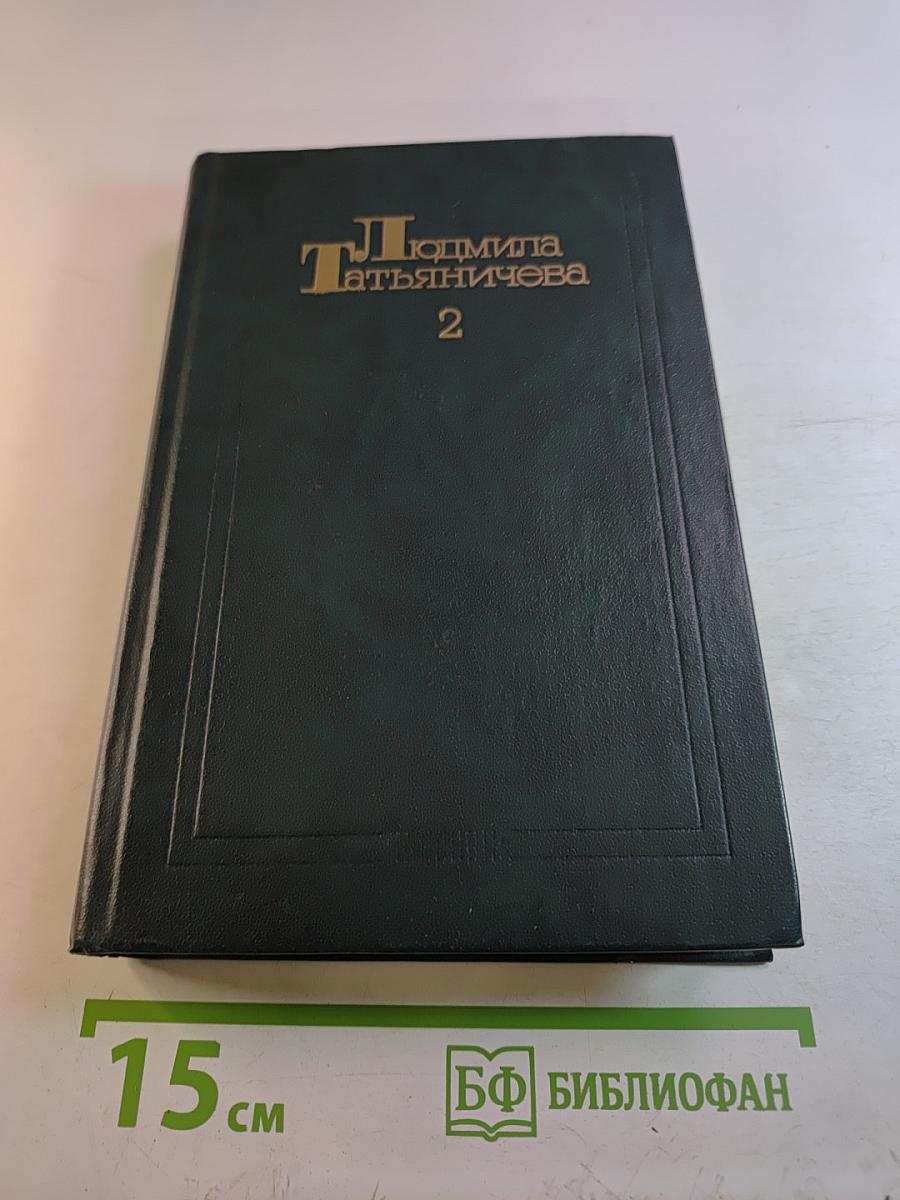 Людмила
Татьяничева
2
15 см
БФ БИБЛИОФАН